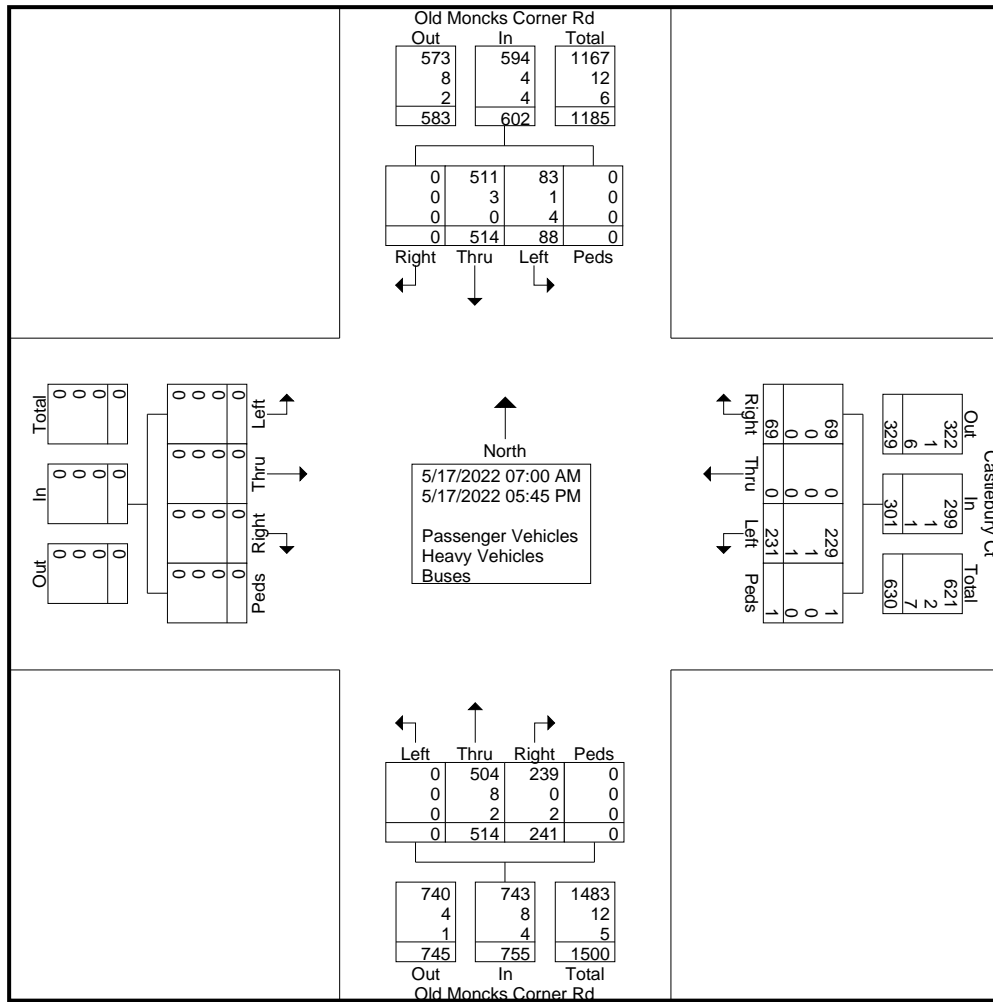 Old Moncks Corner Rd
Out In Total
573 594 1167
8 4 12
2 4 6
583 602 1185
0 511 83 0
0 3 1 0
0 0 4 0
0 514 88 0
Right Thru Left Peds
Total
0 0 0 0
In
0 0 0 0
Out
0 0 0 0
0 0 0 0
Left
0 0 0 0
Thru
0 0 0 0
Right
0 0 0 0
Peds
North
5/17/2022 07:00 AM
5/17/2022 05:45 PM
Passenger Vehicles
Heavy Vehicles
Buses
Right Thru Left Peds
69 0 231 1
0 0 1 0
0 0 1 0
69 0 229 1
329 301 630
6 1 7
1 1 2
322 299 621
Out In Total
Castlebury Ct
Left Thru Right Peds
0 504 239 0
0 8 0 0
0 2 2 0
0 514 241 0
740 743 1483
4 8 12
1 4 5
745 755 1500
Out In Total
Old Moncks Corner Rd